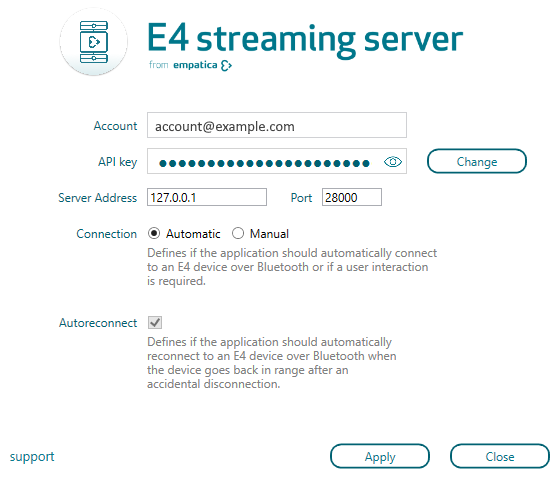 E4 streaming server
from empatica
Account
account@example.com
API key
●●●●●●●●●●●●●●●●●●●●●●
Change
Server Address 127.0.0.1 Port 28000
Connection Automatic Manual
Defines if the application should automatically connect
to an E4 device over Bluetooth or if a user interaction
is required.
Autoreconnect
Defines if the application should automatically
reconnect to an E4 device over Bluetooth when
the device goes back in range after an
accidental disconnection.
support Apply Close